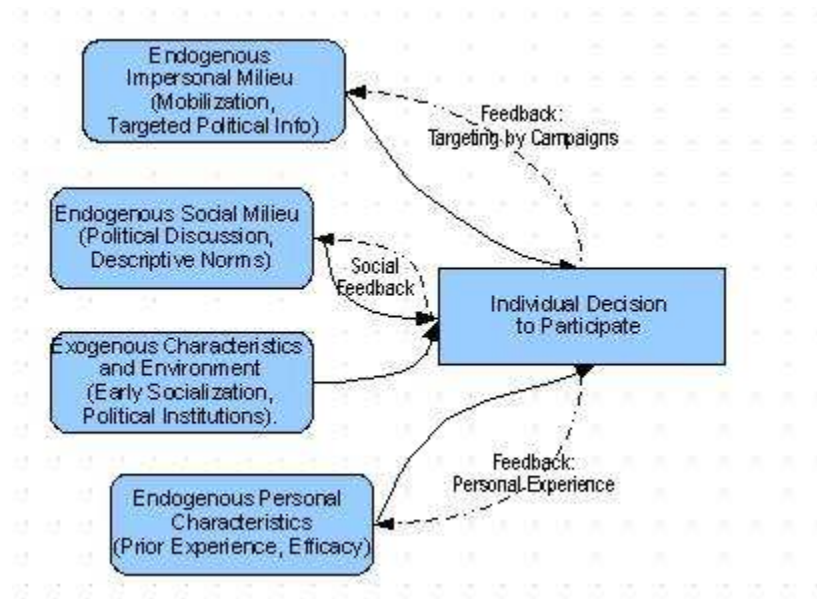 Endogenous
Impersonal Milieu
(Mobilization,
Targeted Political Info)
Feedback:
Targeting by Campaigns
Endogenous Social Milieu
(Political Discussion,
Descriptive Norms)
Social
Feedback
Individual Decision
to Participate
Exogenous Characteristics
and Environment
(Early Socialization,
Political Institutions).
Feedback:
Personal Experience
Endogenous Personal
Characteristics
(Prior Experience, Efficacy)